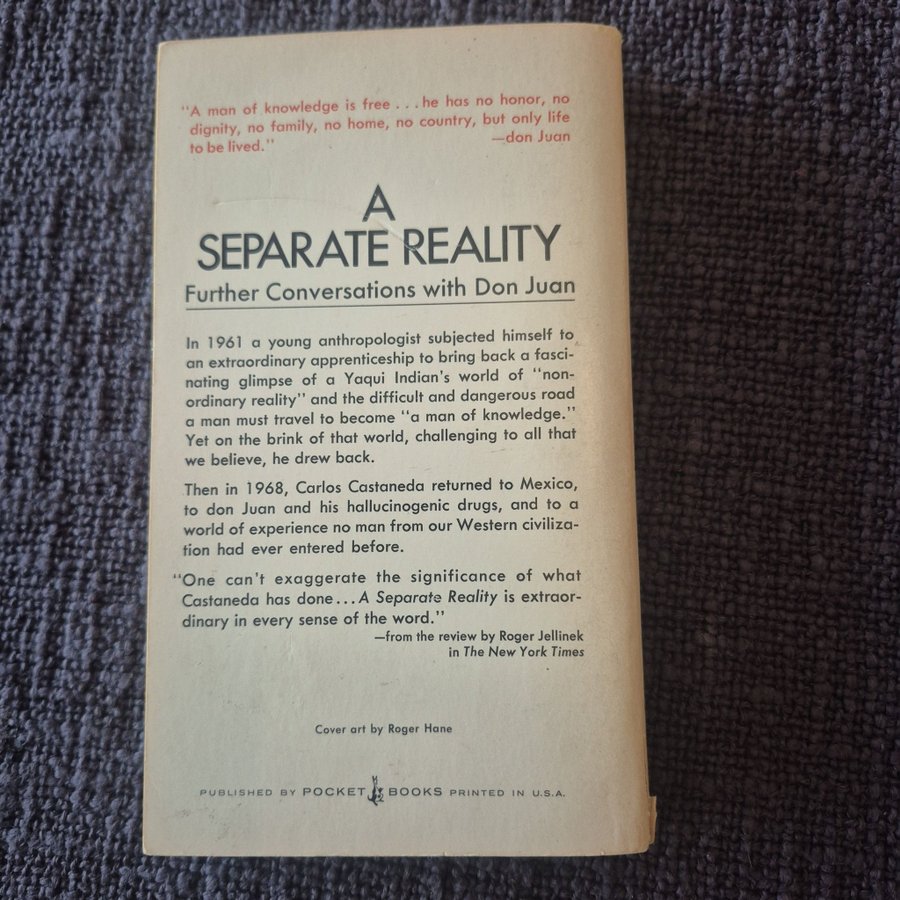 "A man of knowledge is free...he has no honor, no
dignity, no family, no home, no country, but only life
to be lived." —don Juan
A
SEPARATE REALITY
Further Conversations with Don Juan
In 1961 a young anthropologist subjected himself to
an extraordinary apprenticeship to bring back a fasci-
nating glimpse of a Yaqui Indian's world of "non-
ordinary reality" and the difficult and dangerous road
a man must travel to become "a man of knowledge."
Yet on the brink of that world, challenging to all that
we believe, he drew back.
Then in 1968, Carlos Castaneda returned to Mexico,
to don Juan and his hallucinogenic drugs, and to a
world of experience no man from our Western civiliza-
tion had ever entered before.
"One can't exaggerate the significance of what
Castaneda has done...A Separate Reality is extraor-
dinary in every sense of the word."
—from the review by Roger Jellinek
in The New York Times
Cover art by Roger Hane
PUBLISHED BY POCKET BOOKS PRINTED IN U.S.A.